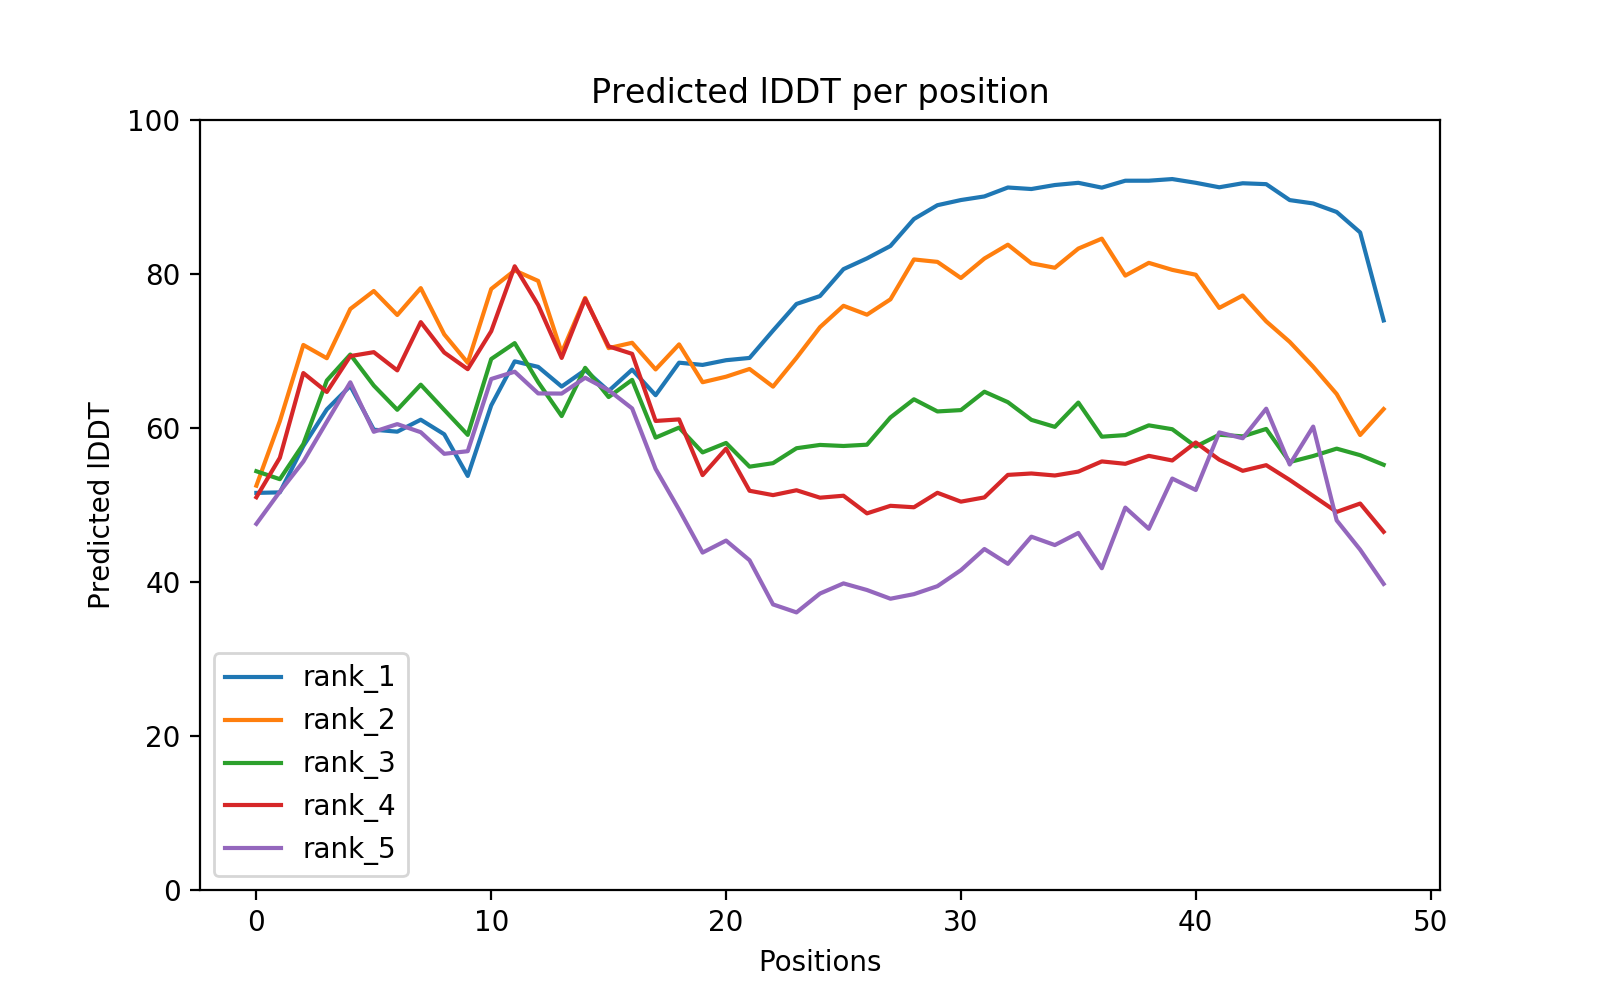 Predicted lDDT per position
100
80
60
40
20
0
Predicted lDDT
rank_1
rank_2
rank_3
rank_4
rank_5
0 10 20 30 40 50
Positions